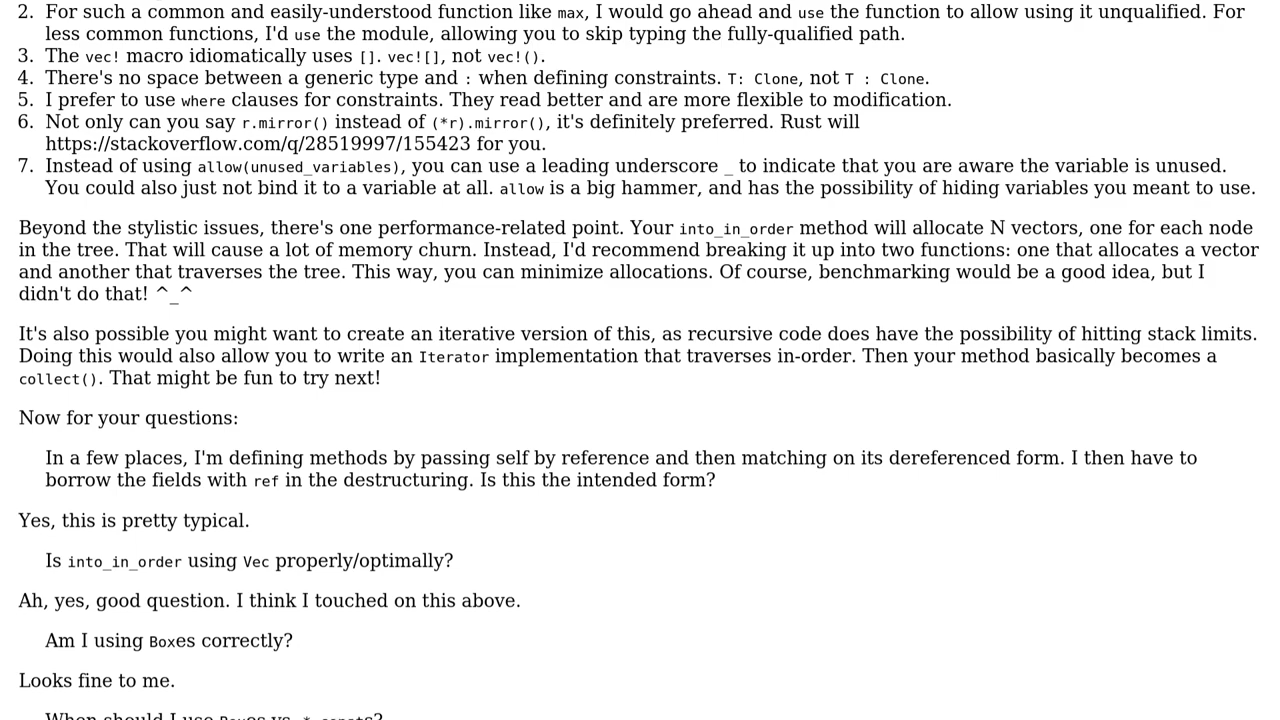 2. For such a common and easily-understood function like max, I would go ahead and use the function to allow using it unqualified. For
less common functions, I'd use the module, allowing you to skip typing the fully-qualified path.
3. The vec! macro idiomatically uses []. vec![], not vec!().
4. There's no space between a generic type and : when defining constraints. T: Clone, not T : Clone.
5. I prefer to use where clauses for constraints. They read better and are more flexible to modification.
6. Not only can you say r.mirror() instead of (*r).mirror(), it's definitely preferred. Rust will
https://stackoverflow.com/q/28519997/155423 for you.
7. Instead of using allow(unused_variables), you can use a leading underscore _ to indicate that you are aware the variable is unused.
You could also just not bind it to a variable at all. allow is a big hammer, and has the possibility of hiding variables you meant to use.
Beyond the stylistic issues, there's one performance-related point. Your into_in_order method will allocate N vectors, one for each node
in the tree. That will cause a lot of memory churn. Instead, I'd recommend breaking it up into two functions: one that allocates a vector
and another that traverses the tree. This way, you can minimize allocations. Of course, benchmarking would be a good idea, but I
didn't do that! ^_^
It's also possible you might want to create an iterative version of this, as recursive code does have the possibility of hitting stack limits.
Doing this would also allow you to write an Iterator implementation that traverses in-order. Then your method basically becomes a
collect(). That might be fun to try next!
Now for your questions:
In a few places, I'm defining methods by passing self by reference and then matching on its dereferenced form. I then have to
borrow the fields with ref in the destructuring. Is this the intended form?
Yes, this is pretty typical.
Is into_in_order using Vec properly/optimally?
Ah, yes, good question. I think I touched on this above.
Am I using Boxes correctly?
Looks fine to me.
When should I use Boxes vs *-consts?